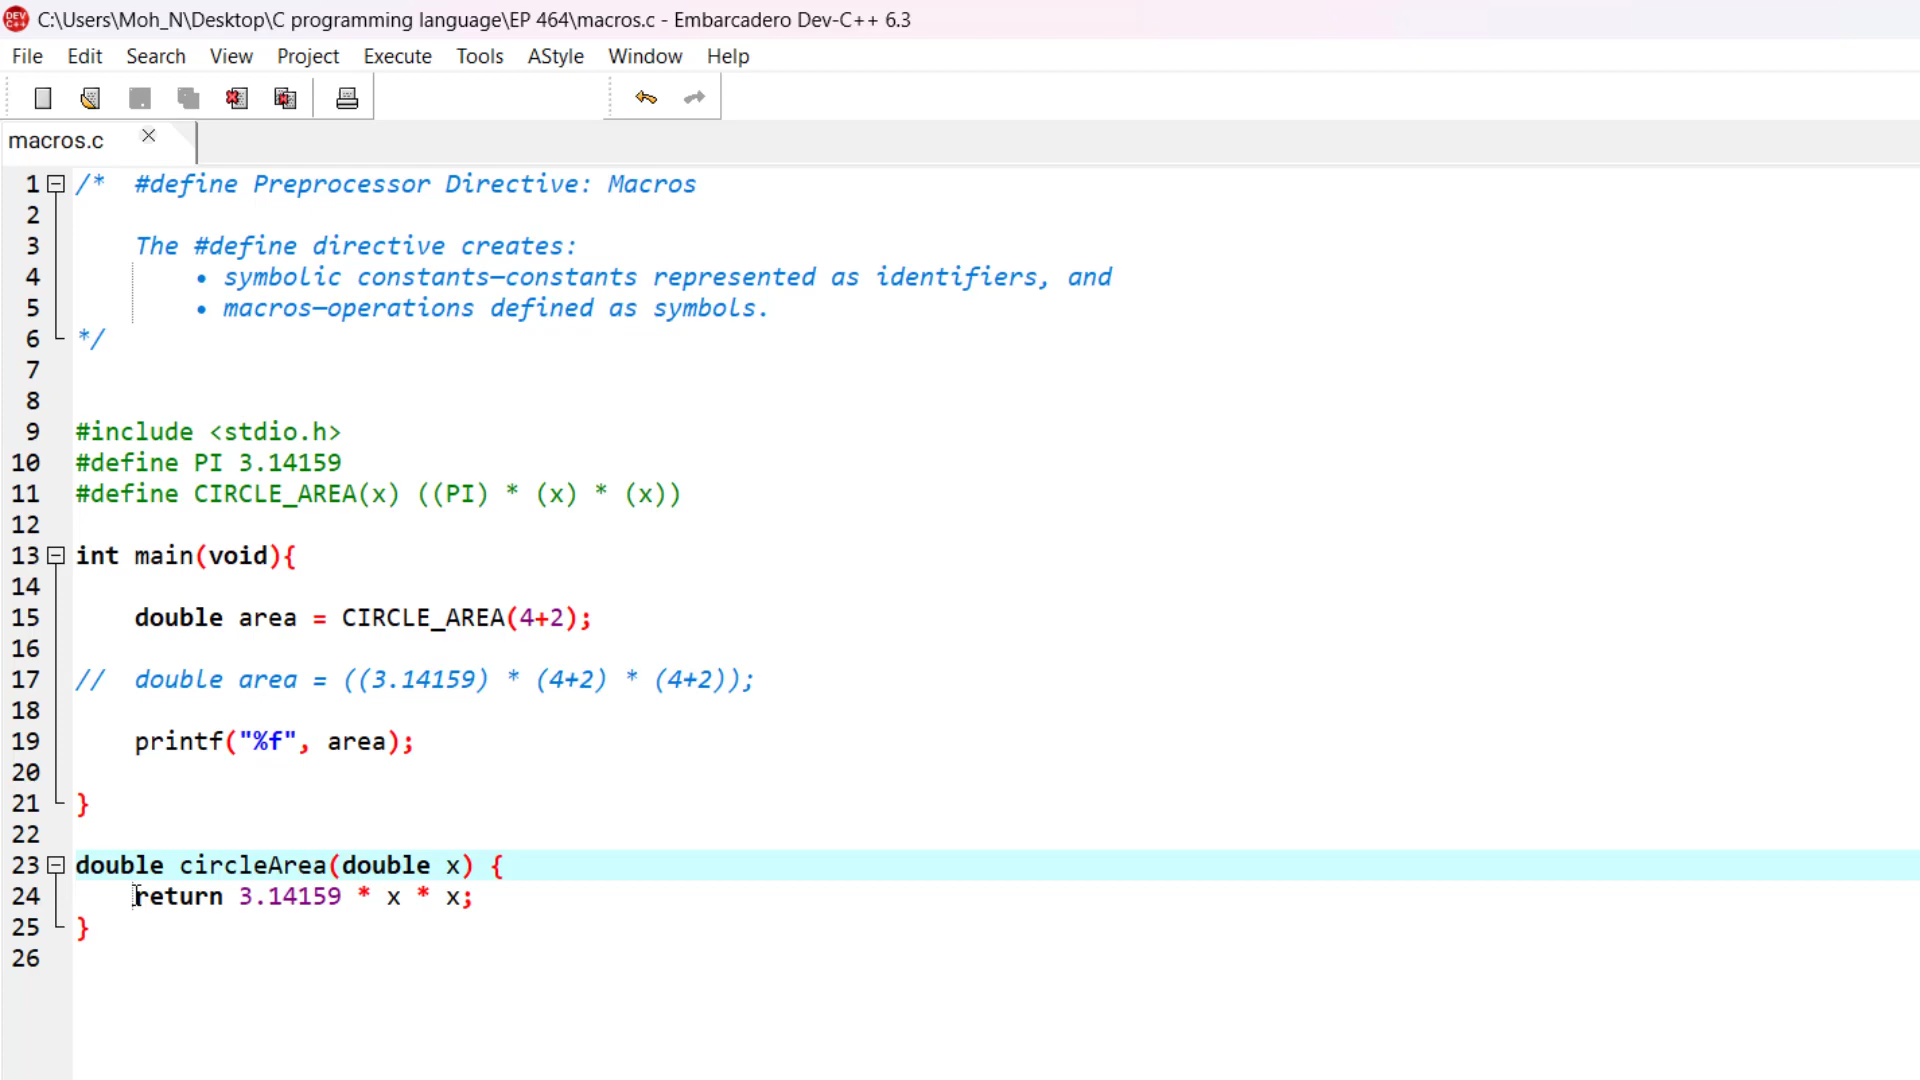 C:\Users\Moh_N\Desktop\C programming language\EP 464\macros.c - Embarcadero Dev-C++ 6.3
File Edit Search View Project Execute Tools AStyle Window Help
macros.c
1 /* #define Preprocessor Directive: Macros
2
3 The #define directive creates:
4 • symbolic constants—constants represented as identifiers, and
5 • macros—operations defined as symbols.
6 */
7
8
9 #include <stdio.h>
10 #define PI 3.14159
11 #define CIRCLE_AREA(x) ((PI) * (x) * (x))
12
13 int main(void){
14
15 double area = CIRCLE_AREA(4+2);
16
17 // double area = ((3.14159) * (4+2) * (4+2));
18
19 printf("%f", area);
20
21 }
22
23 double circleArea(double x) {
24 return 3.14159 * x * x;
25 }
26